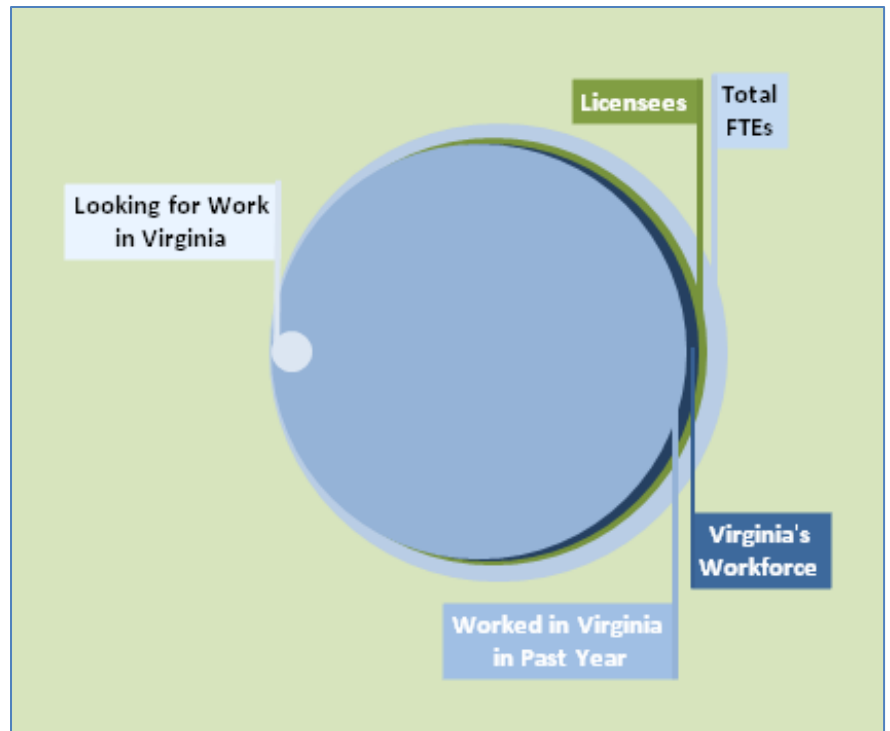 Licensees
Total
FTEs
Looking for Work
in Virginia
Virginia's
Workforce
Worked in Virginia
in Past Year